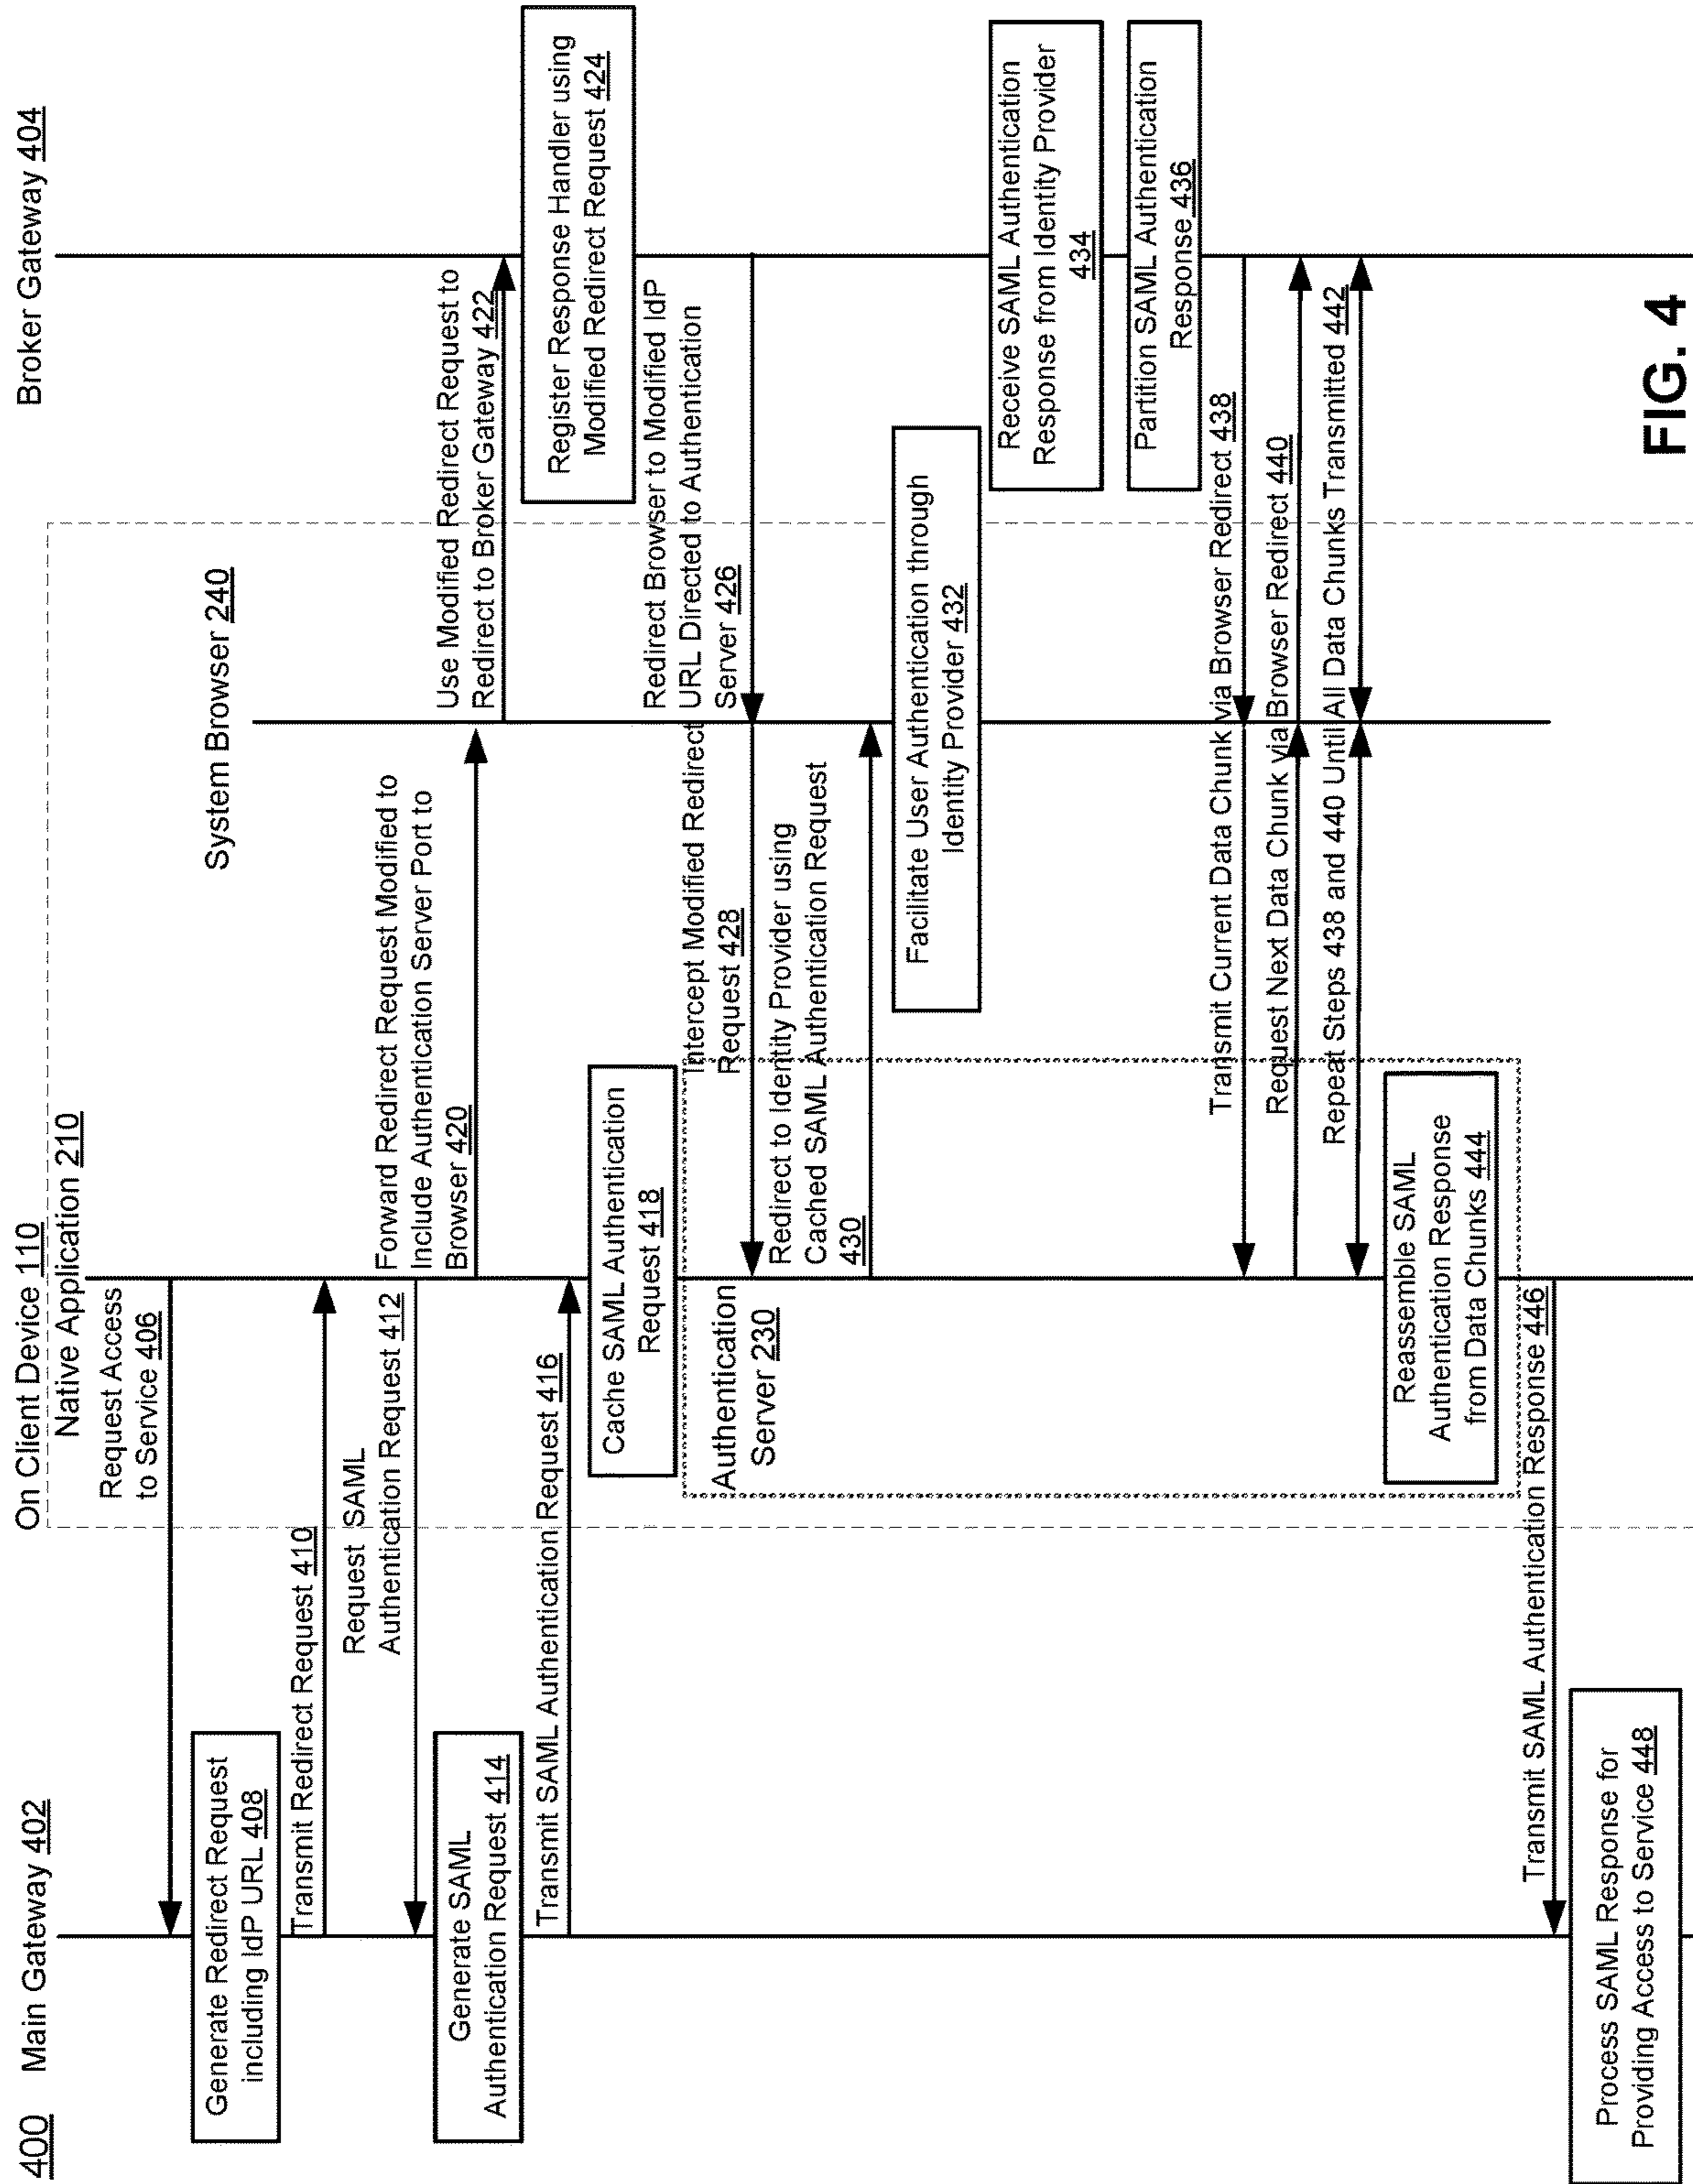 400
Main Gateway 402
On Client Device 110
Native Application 210
System Browser 240
Broker Gateway 404
Request Access
to Service 406
Generate Redirect Request
including IdP URL 408
Transmit Redirect Request 410
Request SAML
Authentication Request 412
Generate SAML
Authentication Request 414
Transmit SAML Authentication Request 416
Cache SAML Authentication
Request 418
Forward Redirect Request Modified to
Include Authentication Server Port to
Browser 420
Use Modified Redirect Request to
Redirect to Broker Gateway 422
Register Response Handler using
Modified Redirect Request 424
Redirect Browser to Modified IdP
URL Directed to Authentication
Server 426
Intercept Modified Redirect
Request 428
Authentication
Server 230
Redirect to Identity Provider using
Cached SAML Authentication Request
430
Facilitate User Authentication through
Identity Provider 432
Receive SAML Authentication
Response from Identity Provider
434
Partition SAML Authentication
Response 436
Transmit Current Data Chunk via Browser Redirect 438
Request Next Data Chunk via Browser Redirect 440
Repeat Steps 438 and 440 Until All Data Chunks Transmitted 442
Reassemble SAML
Authentication Response
from Data Chunks 444
Transmit SAML Authentication Response 446
Process SAML Response for
Providing Access to Service 448
FIG. 4